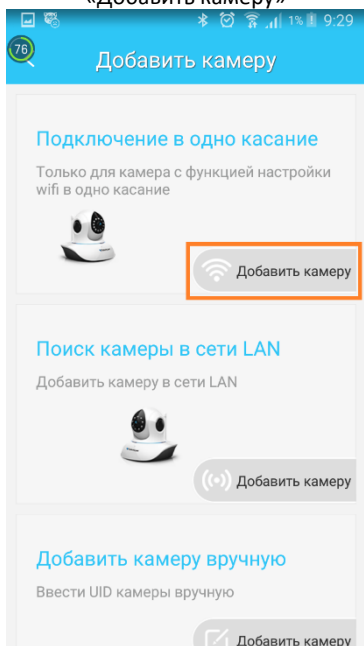 «Добавить камеру»
1% 9:29
76
Добавить камеру
Подключение в одно касание
Только для камера с функцией настройки
wifi в одно касание
Добавить камеру
Поиск камеры в сети LAN
Добавить камеру в сети LAN
Добавить камеру
Добавить камеру вручную
Ввести UID камеры вручную
Добавить камеру